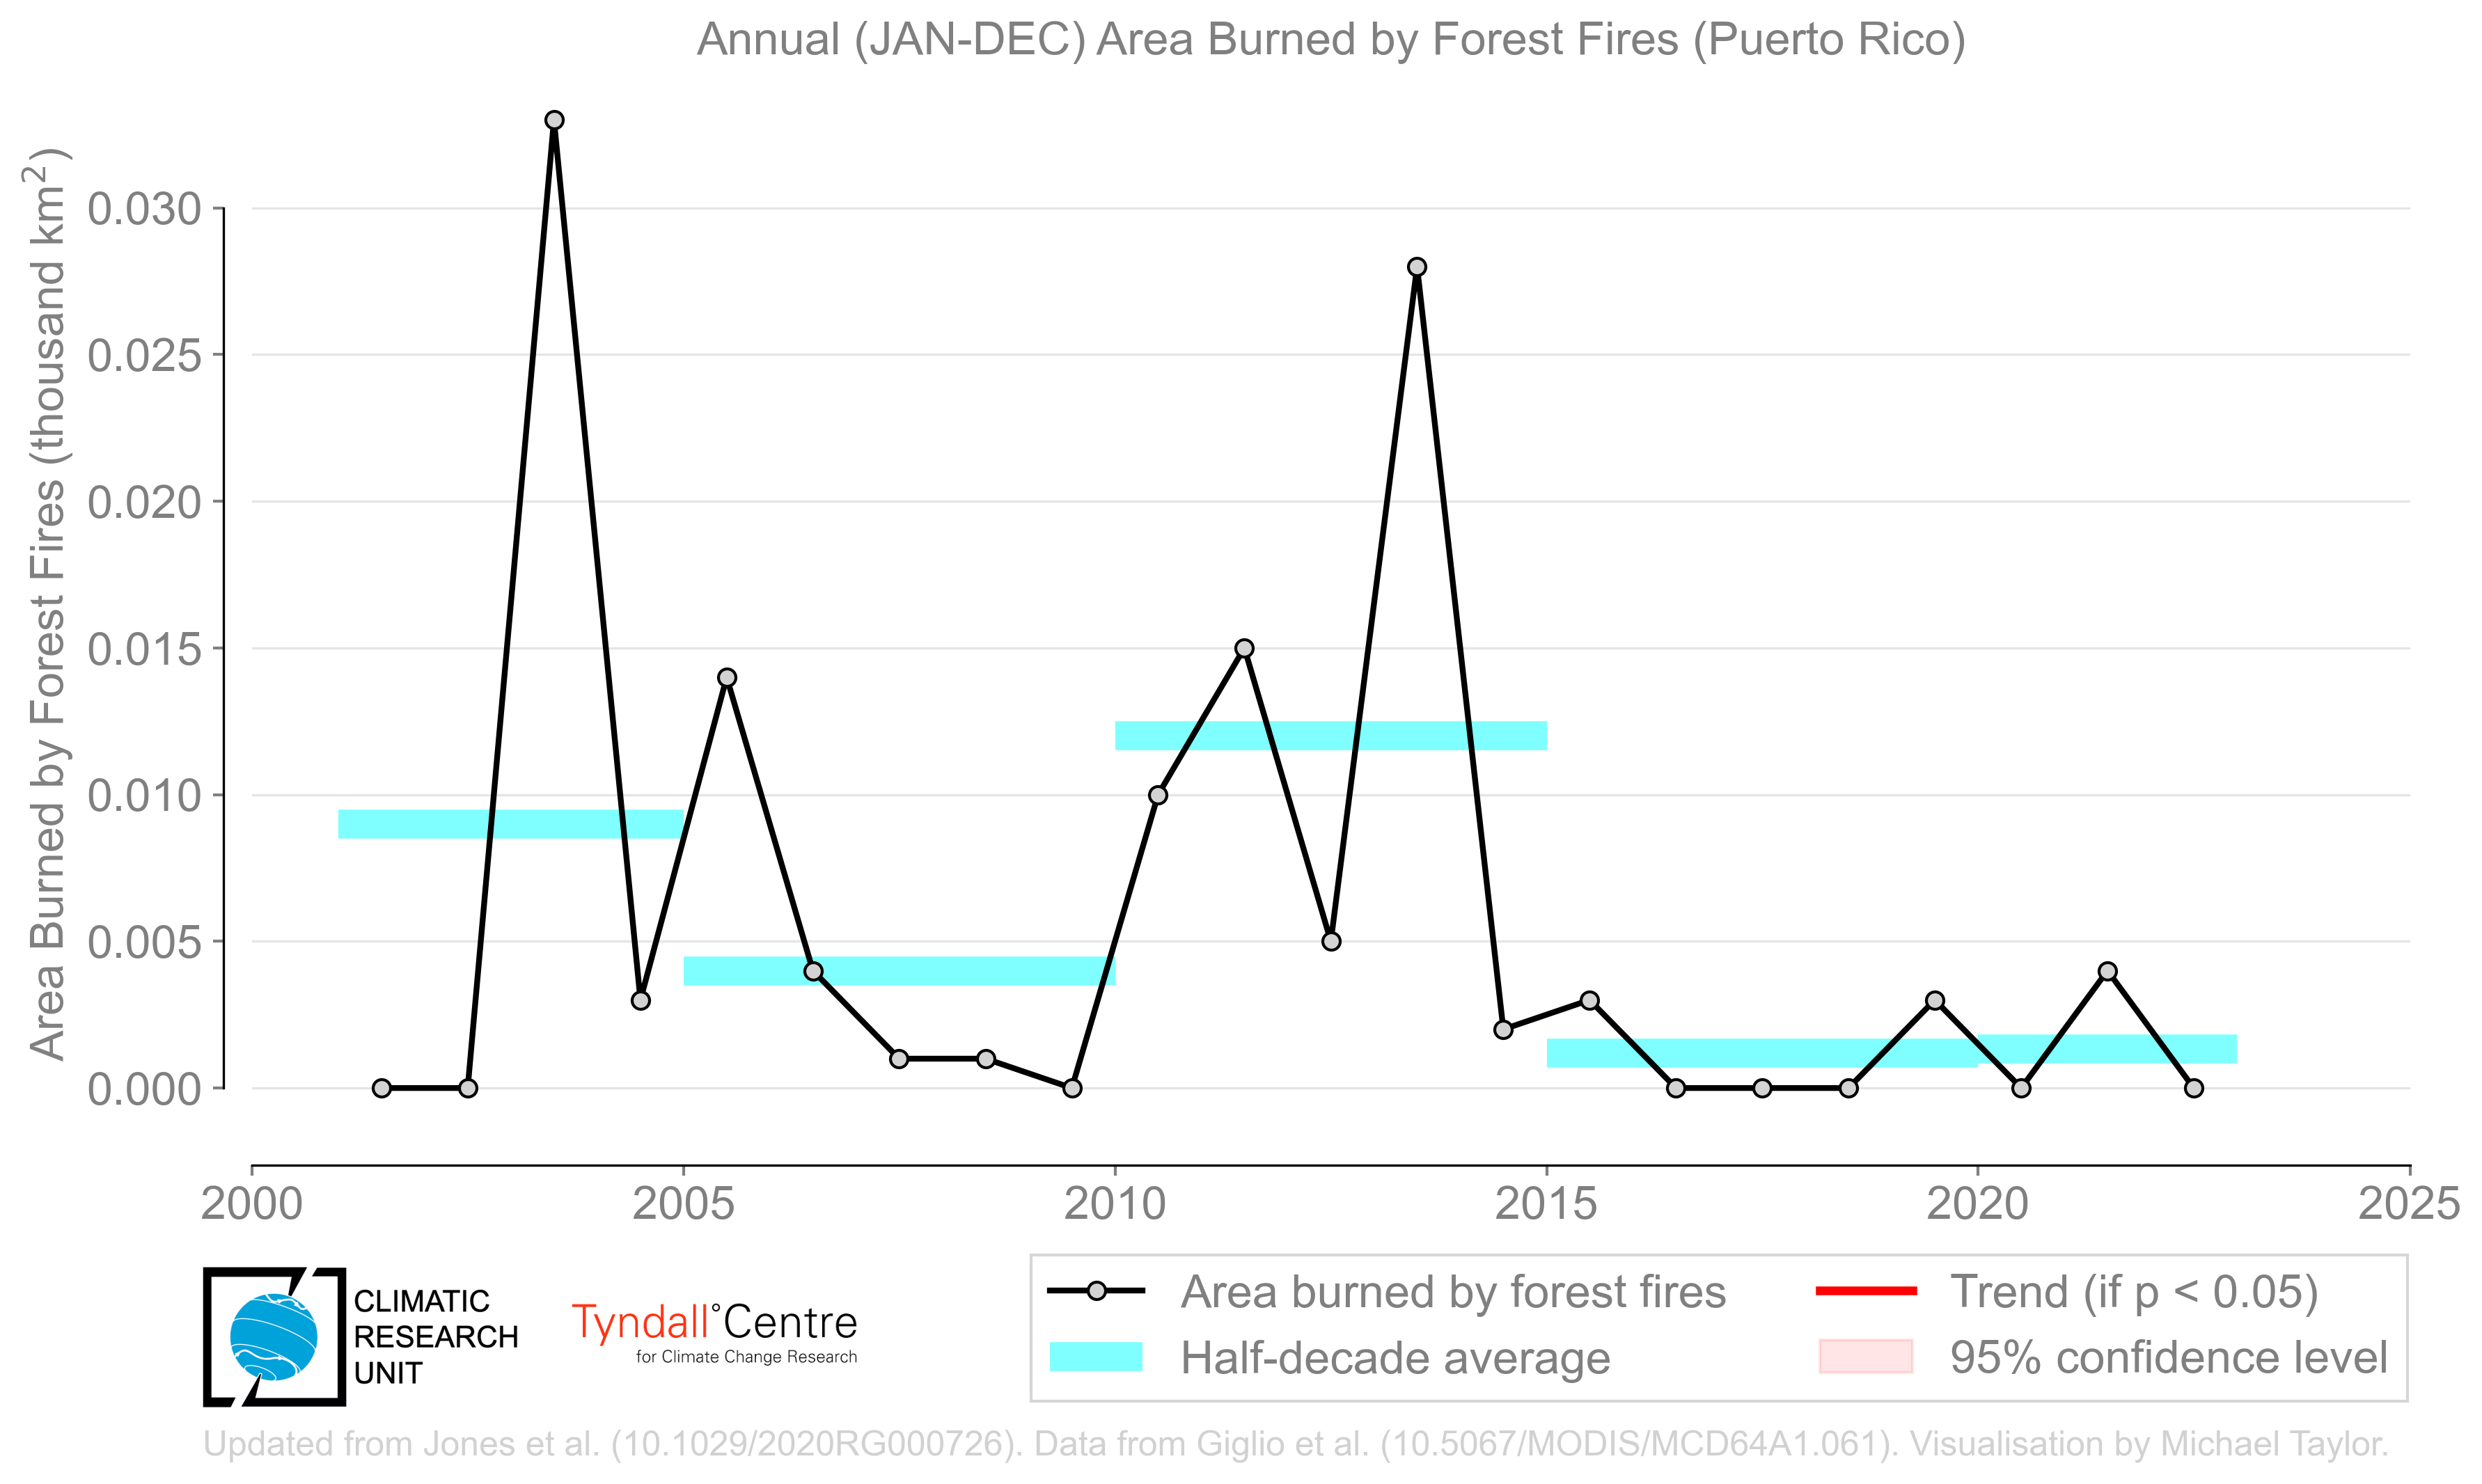 Annual (JAN-DEC) Area Burned by Forest Fires (Puerto Rico)
Area Burned by Forest Fires (thousand km²)
0.030
0.025
0.020
0.015
0.010
0.005
0.000
2000 2005 2010 2015 2020 2025
CLIMATIC
RESEARCH
UNIT
Tyndall°Centre
for Climate Change Research
Area burned by forest fires
Half-decade average
Trend (if p < 0.05)
95% confidence level
Updated from Jones et al. (10.1029/2020RG000726). Data from Giglio et al. (10.5067/MODIS/MCD64A1.061). Visualisation by Michael Taylor.